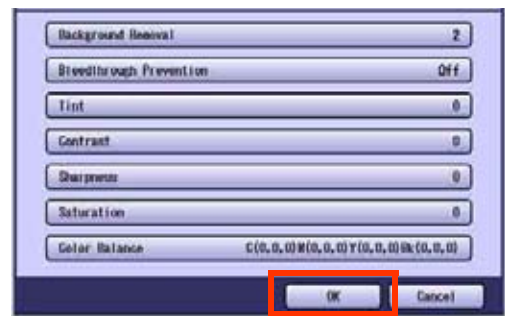 Background Removal 2
Bleedthrough Prevention Off
Tint 0
Contrast 0
Sharpness 0
Saturation 0
Color Balance C(0,0,0)M(0,0,0)Y(0,0,0)Bk(0,0,0)
OK Cancel